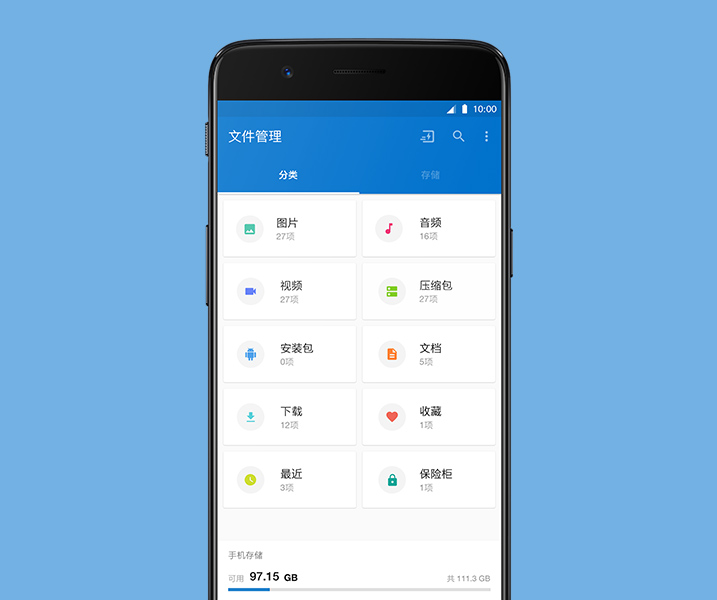 10:00
文件管理
分类 存储
图片 音频
27项 16项
视频 压缩包
27项 27项
安装包 文档
0项 5项
下载 收藏
12项 1项
最近 保险柜
3项 1项
手机存储
可用 97.15 GB 共 111.3 GB